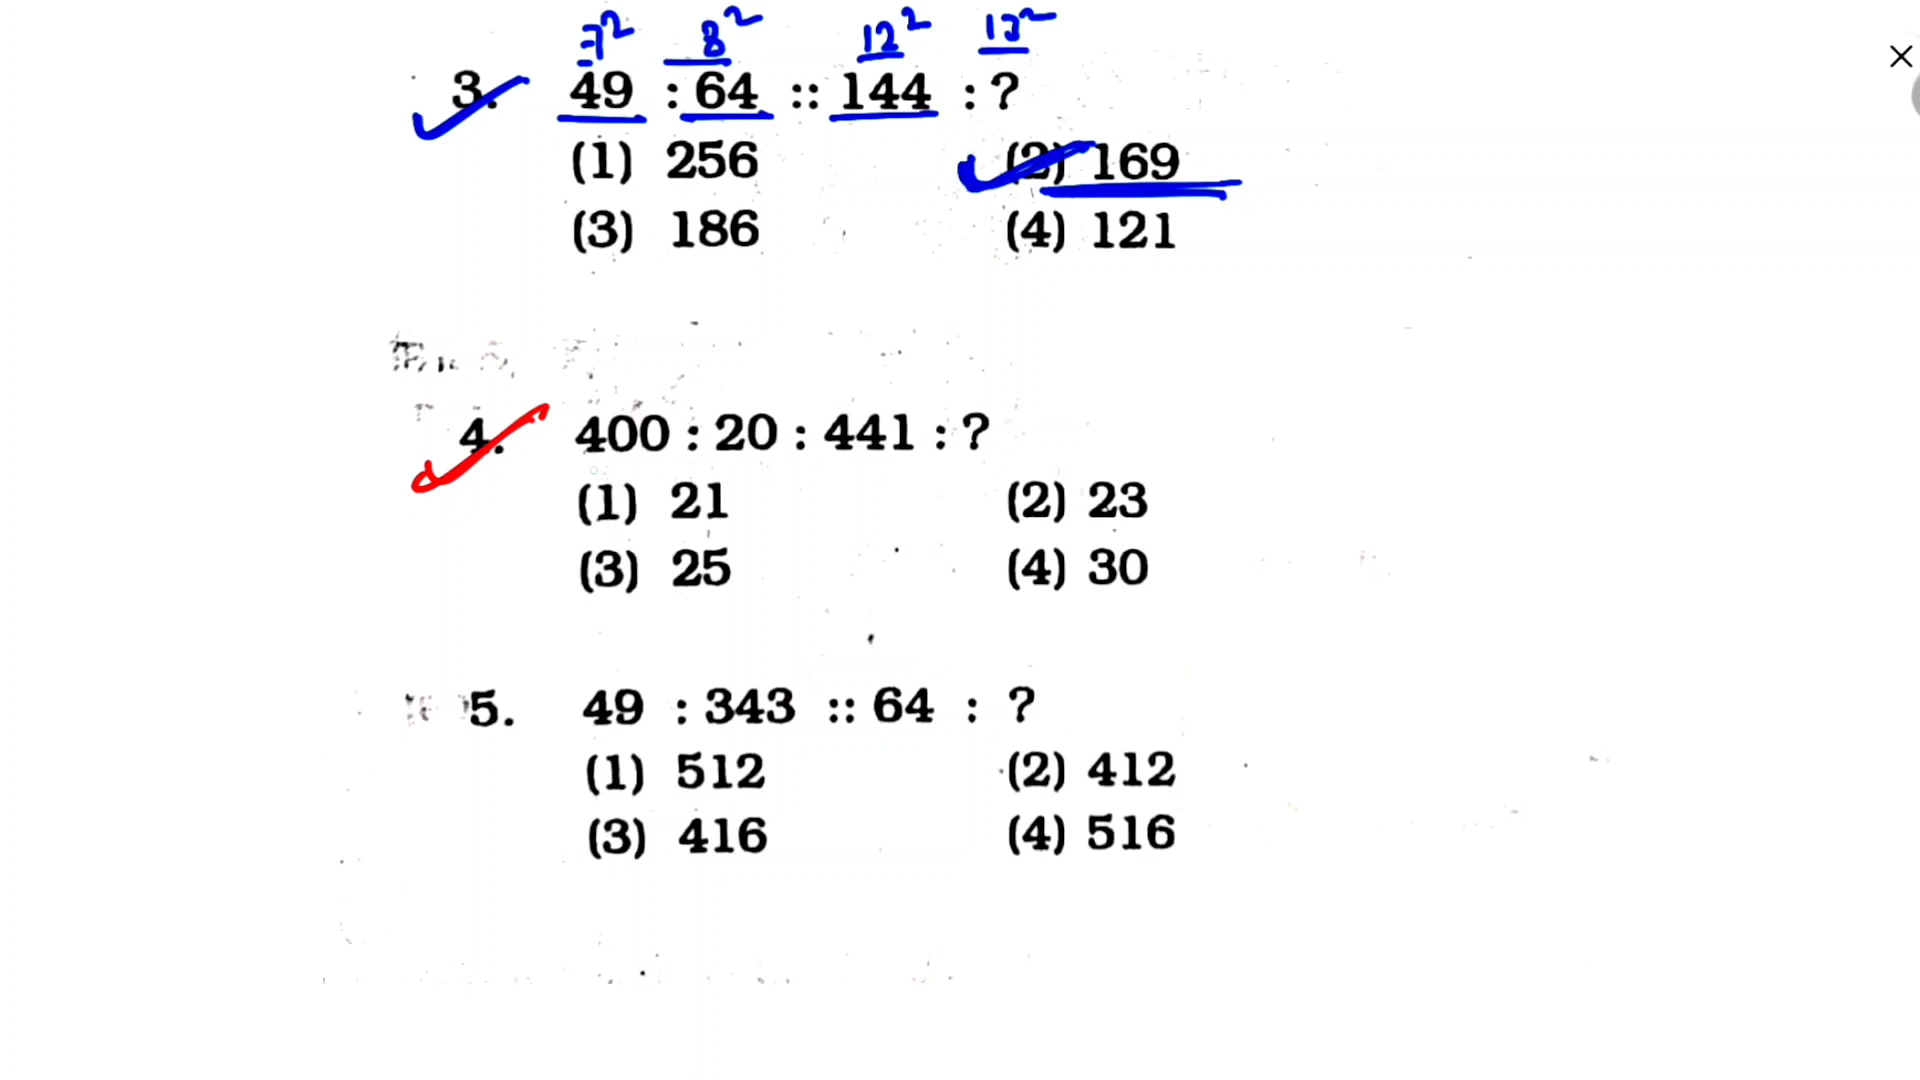 7² 8² 12² 13²
3. 49 : 64 :: 144 : ?
(1) 256 (2) 169
(3) 186 (4) 121
4. 400 : 20 : 441 : ?
(1) 21 (2) 23
(3) 25 (4) 30
5. 49 : 343 :: 64 : ?
(1) 512 (2) 412
(3) 416 (4) 516